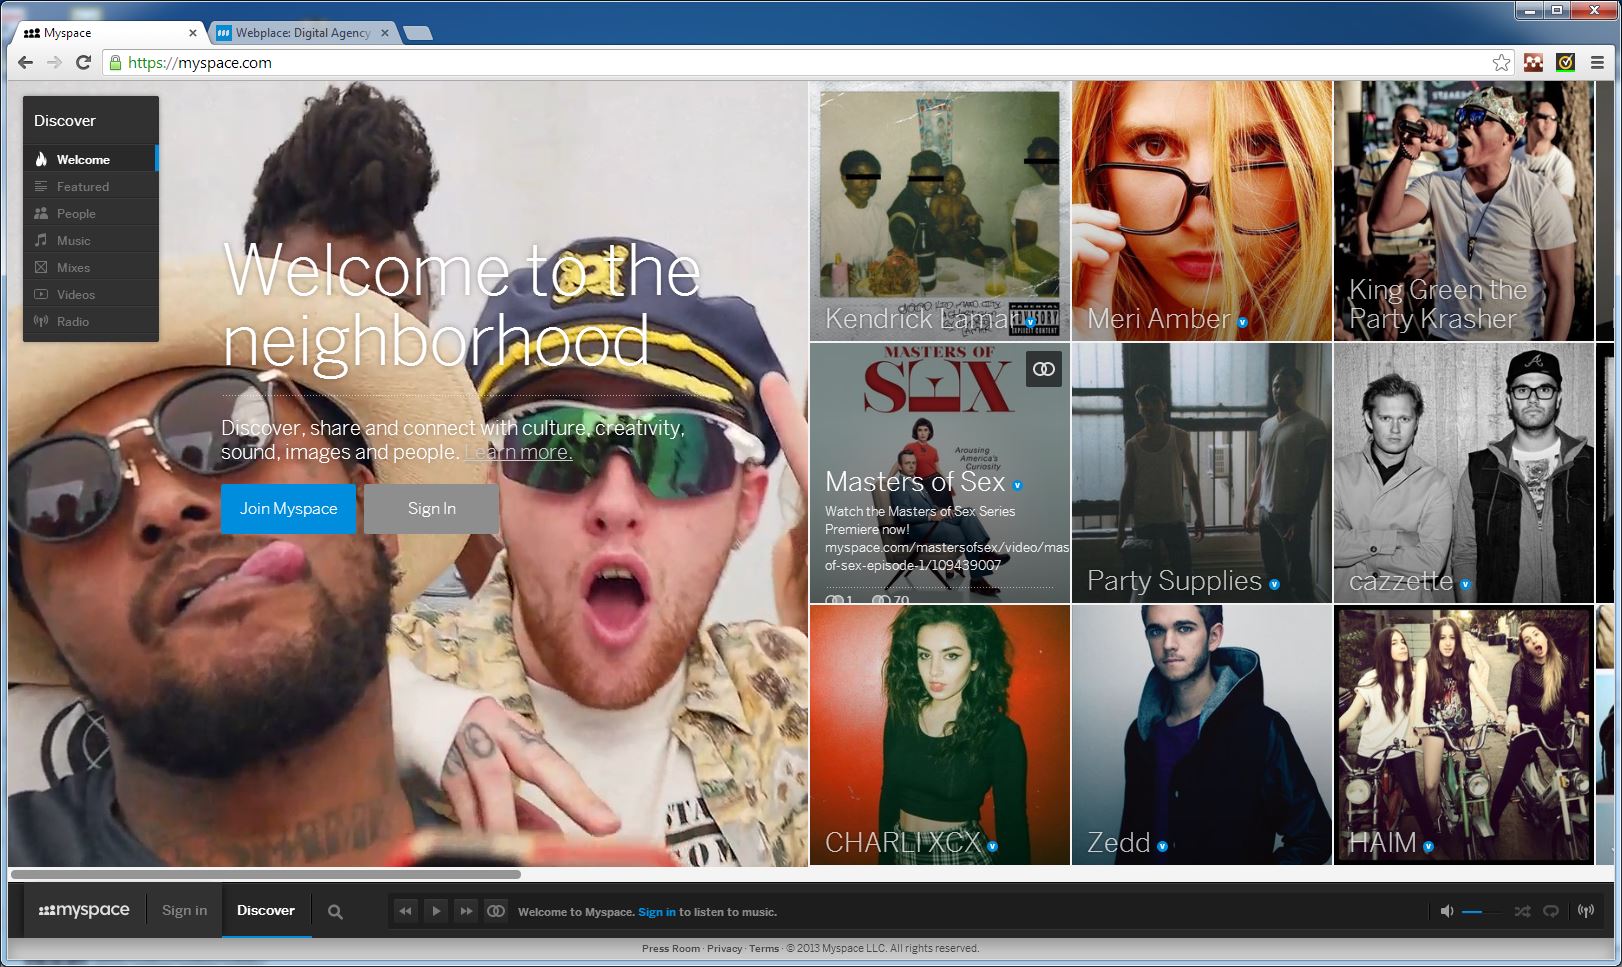 Myspace
Webplace: Digital Agency
https://myspace.com
Discover
Welcome
Featured
People
Music
Mixes
Videos
Radio
Welcome to the
neighborhood
Discover, share and connect with culture, creativity,
sound, images and people. Learn more.
Join Myspace
Sign In
PARENTAL
ADVISORY
EXPLICIT CONTENT
Kendrick Lamar
Meri Amber
King Green the
Party Krasher
MASTERS OF
SEX
Arousing
America's
Curiosity
Masters of Sex
Watch the Masters of Sex Series
Premiere now!
myspace.com/mastersofsex/video/mas
of-sex-episode-1/109439007
1 79
Party Supplies
cazzette
CHARLI XCX
Zedd
HAIM
myspace
Sign in
Discover
Welcome to Myspace. Sign in to listen to music.
Press Room · Privacy · Terms · © 2013 Myspace LLC. All rights reserved.